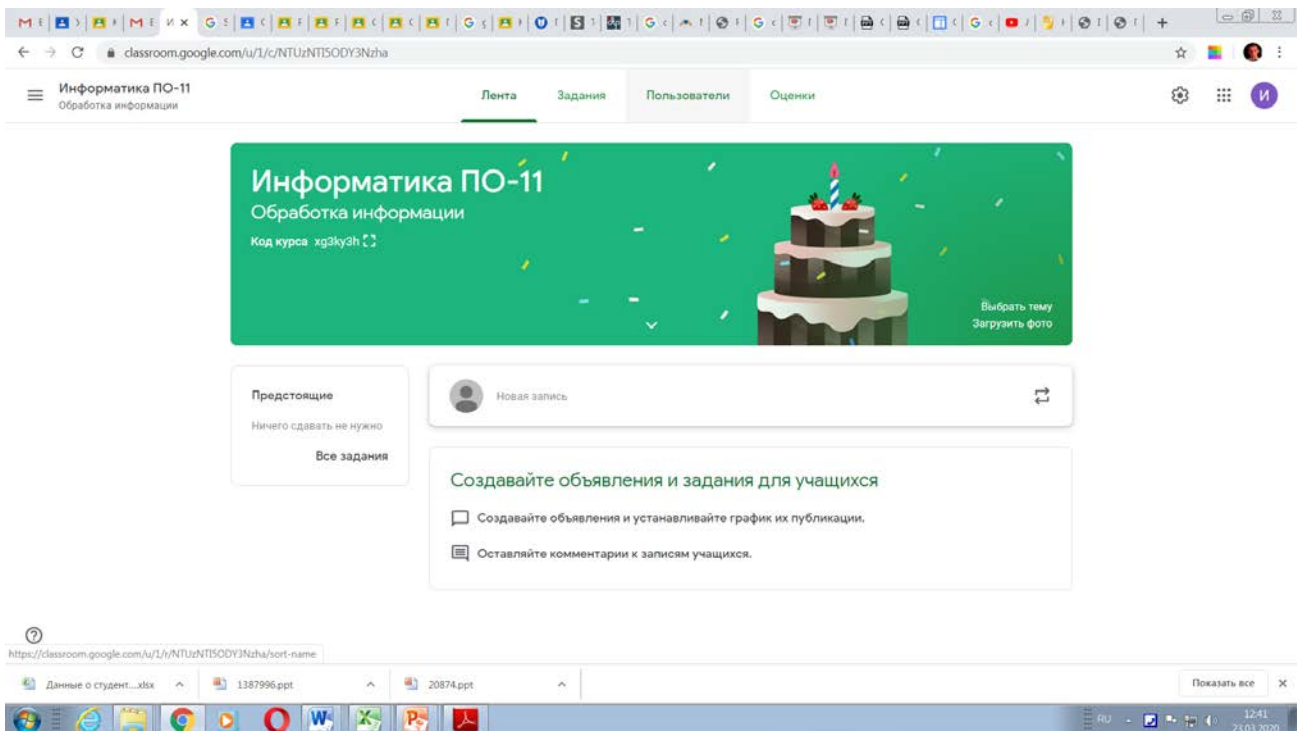 classroom.google.com/u/1/c/NTUzNTI5ODY3Nzha
Информатика ПО-11
Обработка информации
Лента Задания Пользователи Оценки
И
Информатика ПО-11
Обработка информации
Код курса xg3ky3h
Выбрать тему
Загрузить фото
Предстоящие
Ничего сдавать не нужно
Все задания
Новая запись
Создавайте объявления и задания для учащихся
Создавайте объявления и устанавливайте график их публикации.
Оставляйте комментарии к записям учащихся.
https://classroom.google.com/u/1/r/NTUzNTI5ODY3Nzha/sort-name
Данные о студент....xlsx 1387996.ppt 20874.ppt Показать все
RU 12:41
23.03.2020